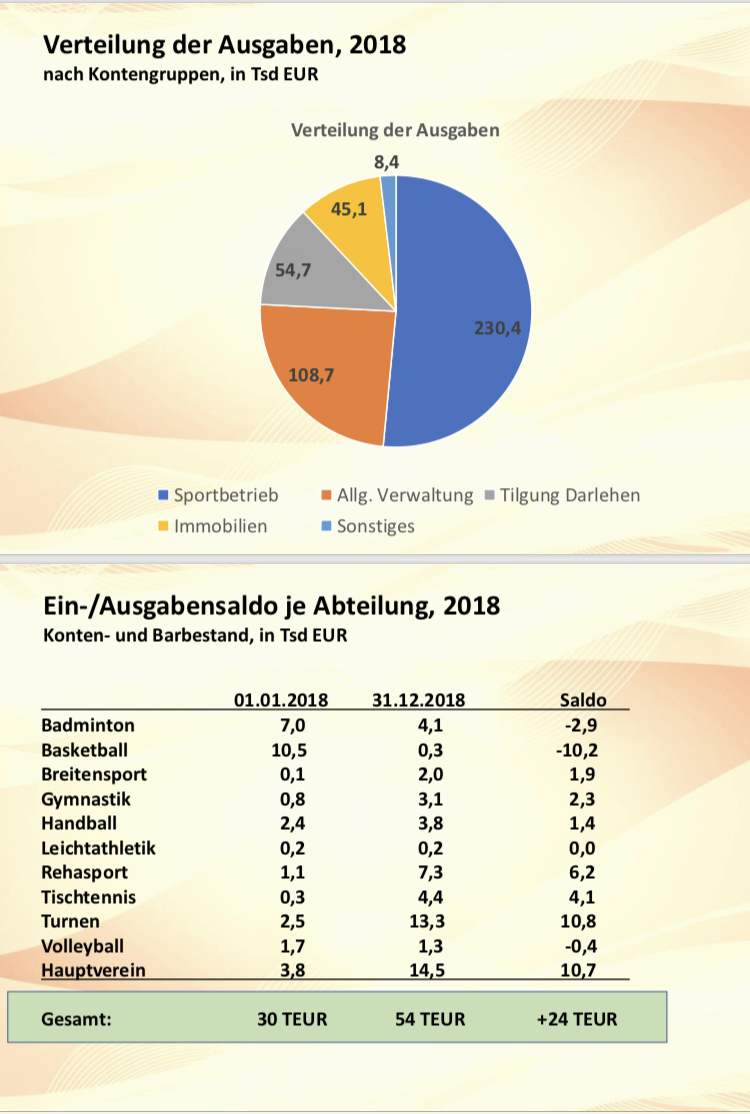 Verteilung der Ausgaben, 2018
nach Kontengruppen, in Tsd EUR
Verteilung der Ausgaben
8,4
45,1
54,7
230,4
108,7
Sportbetrieb Allg. Verwaltung Tilgung Darlehen
Immobilien Sonstiges
Ein-/Ausgabensaldo je Abteilung, 2018
Konten- und Barbestand, in Tsd EUR
01.01.2018 31.12.2018 Saldo
Badminton 7,0 4,1 -2,9
Basketball 10,5 0,3 -10,2
Breitensport 0,1 2,0 1,9
Gymnastik 0,8 3,1 2,3
Handball 2,4 3,8 1,4
Leichtathletik 0,2 0,2 0,0
Rehasport 1,1 7,3 6,2
Tischtennis 0,3 4,4 4,1
Turnen 2,5 13,3 10,8
Volleyball 1,7 1,3 -0,4
Hauptverein 3,8 14,5 10,7
Gesamt: 30 TEUR 54 TEUR +24 TEUR